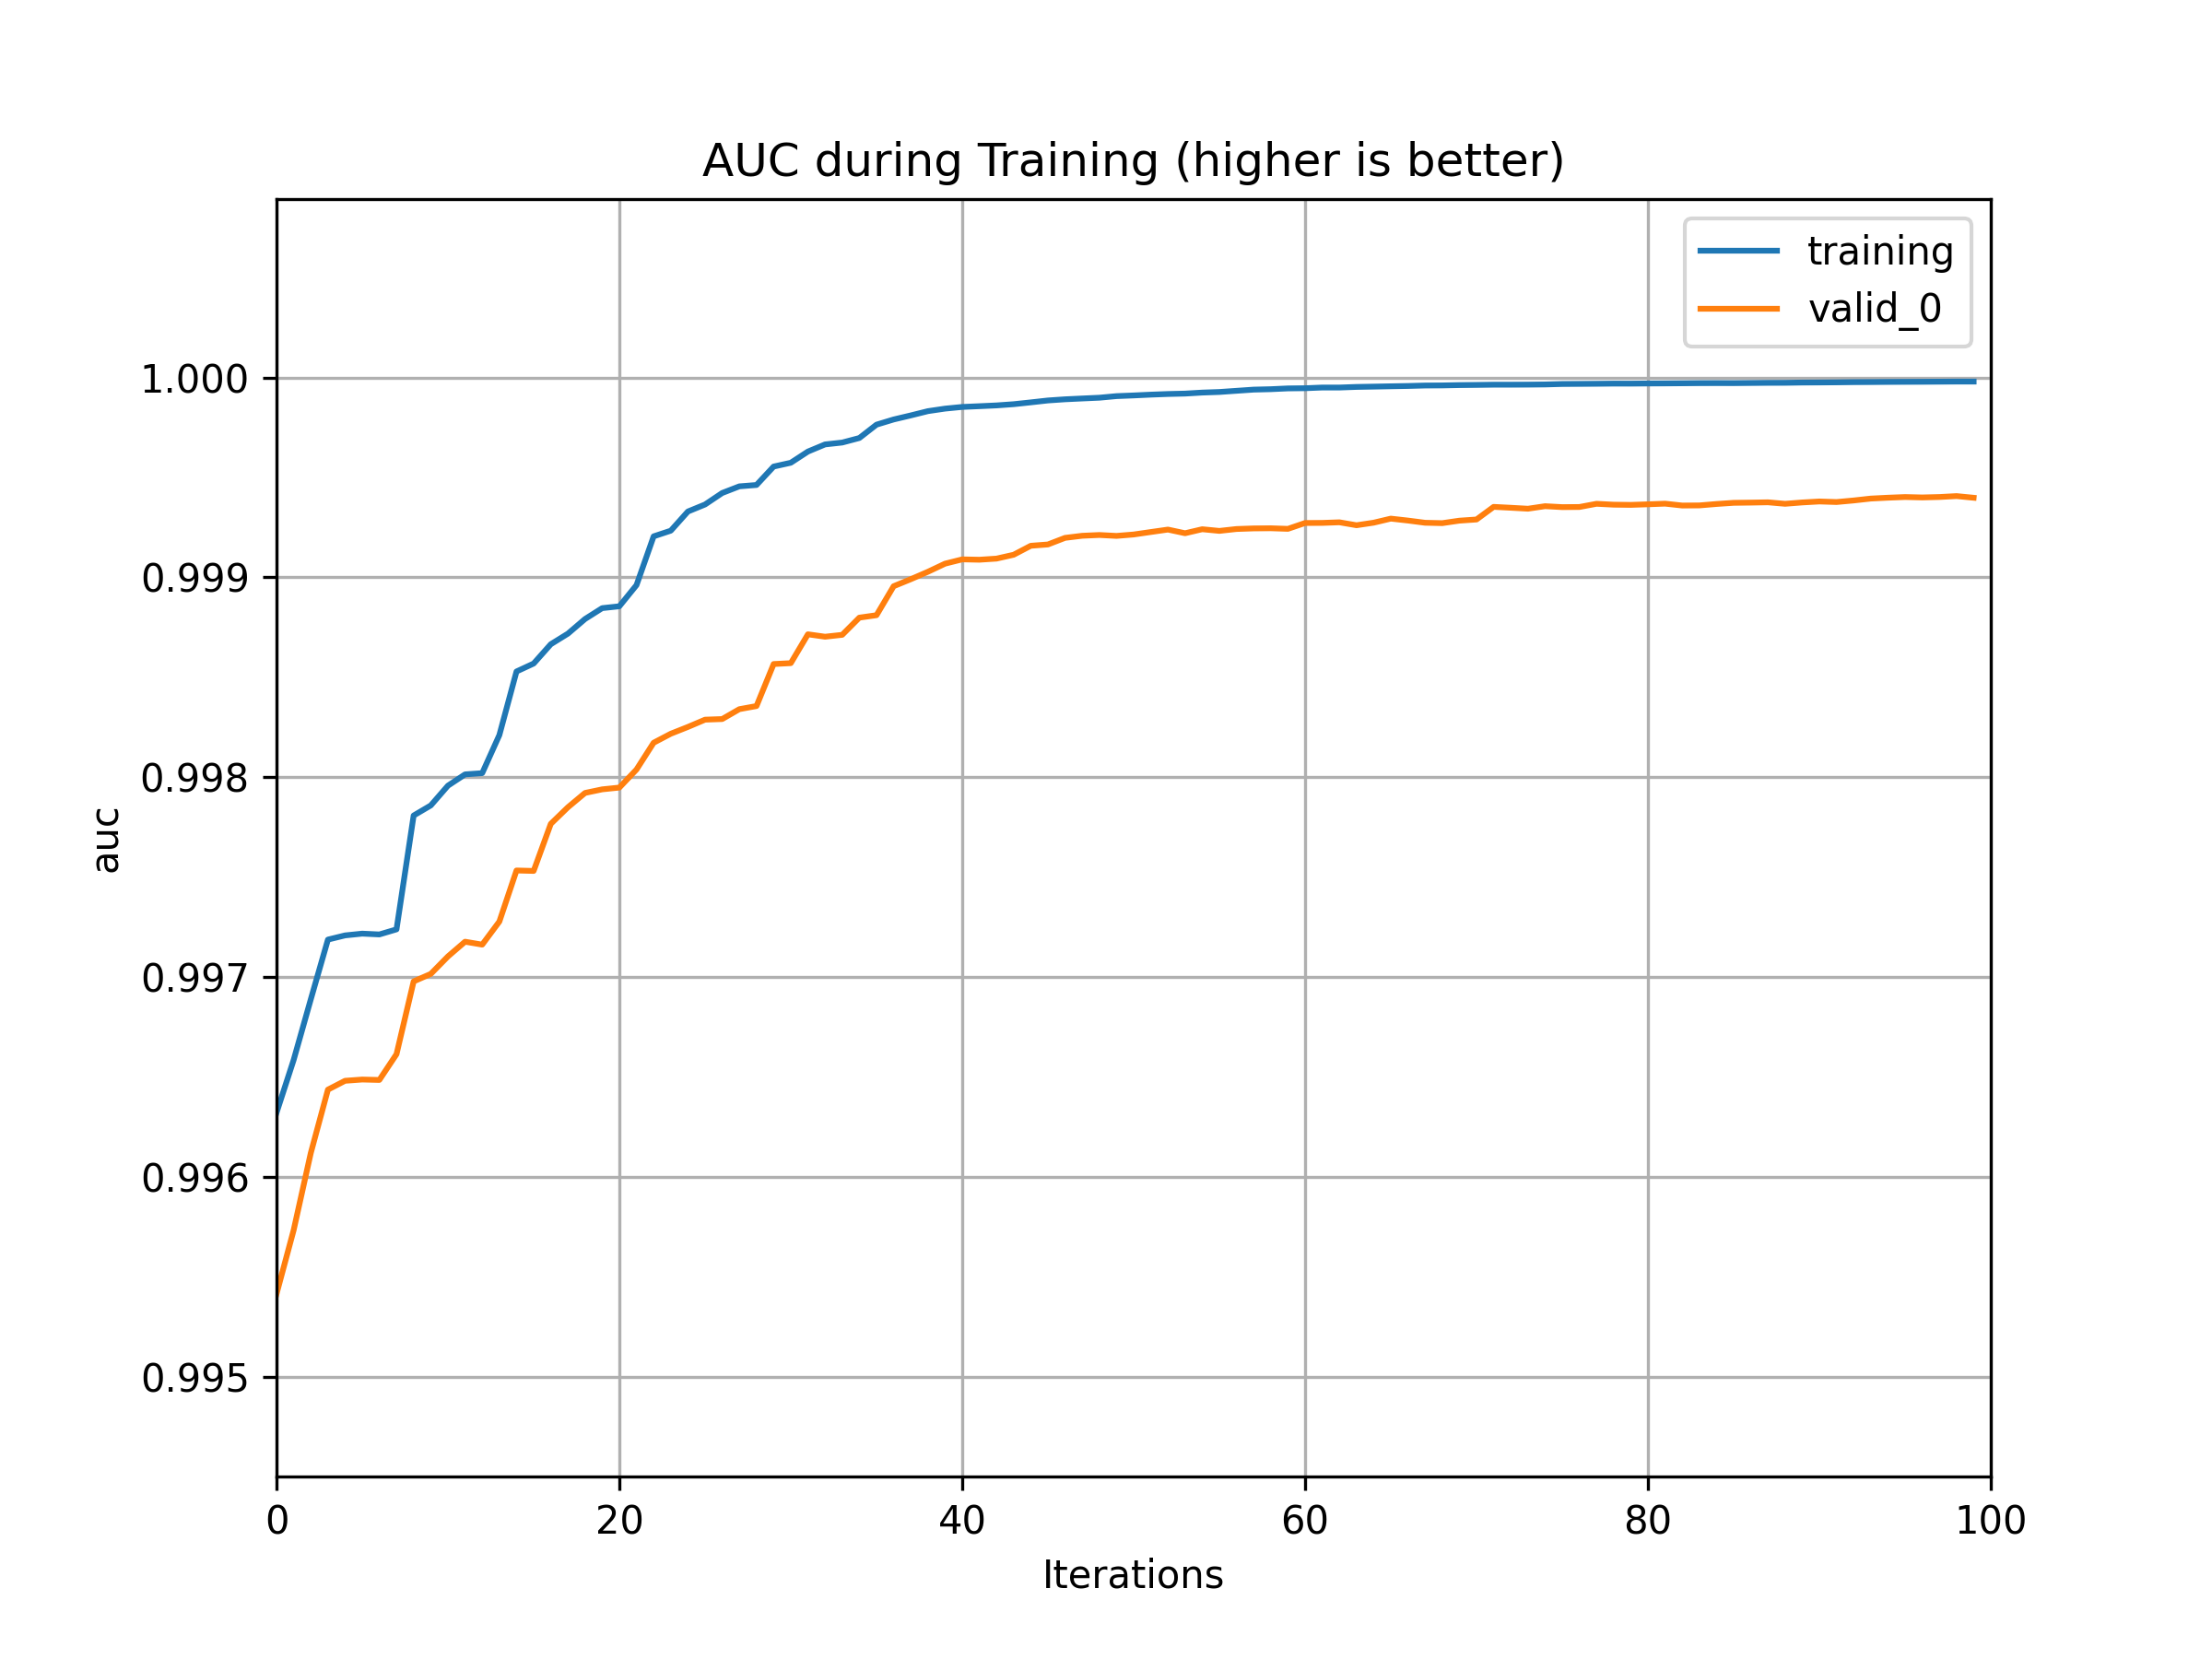 AUC during Training (higher is better)
training
valid_0
1.000
0.999
0.998
0.997
0.996
0.995
auc
0 20 40 60 80 100
Iterations